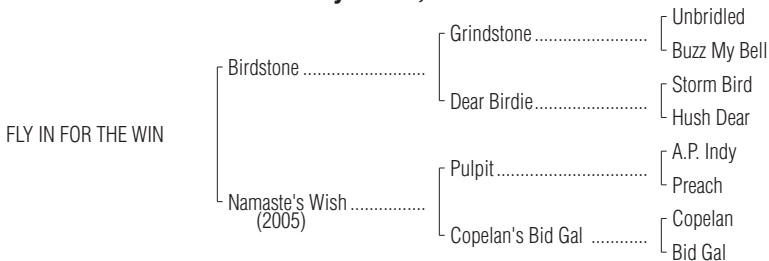 Unbridled
Grindstone
Buzz My Bell
Birdstone
Storm Bird
Dear Birdie
Hush Dear
FLY IN FOR THE WIN
A.P. Indy
Pulpit
Preach
Namaste's Wish
(2005)
Copelan
Copelan's Bid Gal
Bid Gal